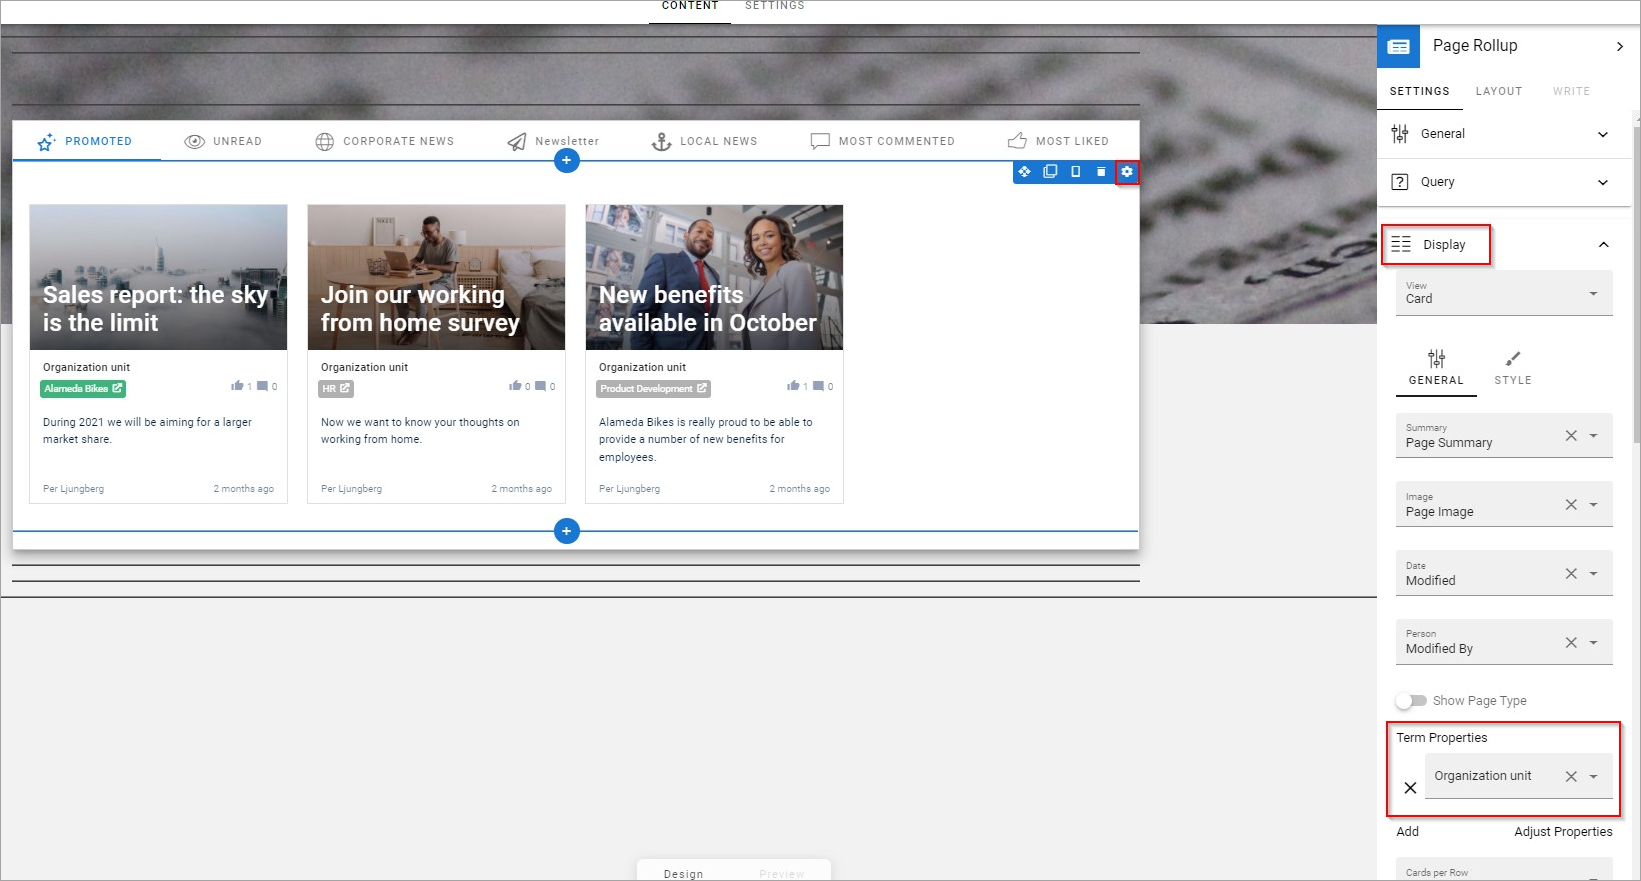 CONTENT SETTINGS
Page Rollup
SETTINGS LAYOUT WRITE
General
Query
Display
View
Card
GENERAL STYLE
Summary
Page Summary
Image
Page Image
Date
Modified
Person
Modified By
Show Page Type
Term Properties
Organization unit
Add Adjust Properties
Cards per Row
PROMOTED UNREAD CORPORATE NEWS Newsletter LOCAL NEWS MOST COMMENTED MOST LIKED
Sales report: the sky
is the limit
Organization unit
Alameda Bikes 1 0
During 2021 we will be aiming for a larger
market share.
Per Ljungberg 2 months ago
Join our working
from home survey
Organization unit
HR 0 0
Now we want to know your thoughts on
working from home.
Per Ljungberg 2 months ago
New benefits
available in October
Organization unit
Product Development 1 0
Alameda Bikes is really proud to be able to
provide a number of new benefits for
employees.
Per Ljungberg 2 months ago
Design Preview